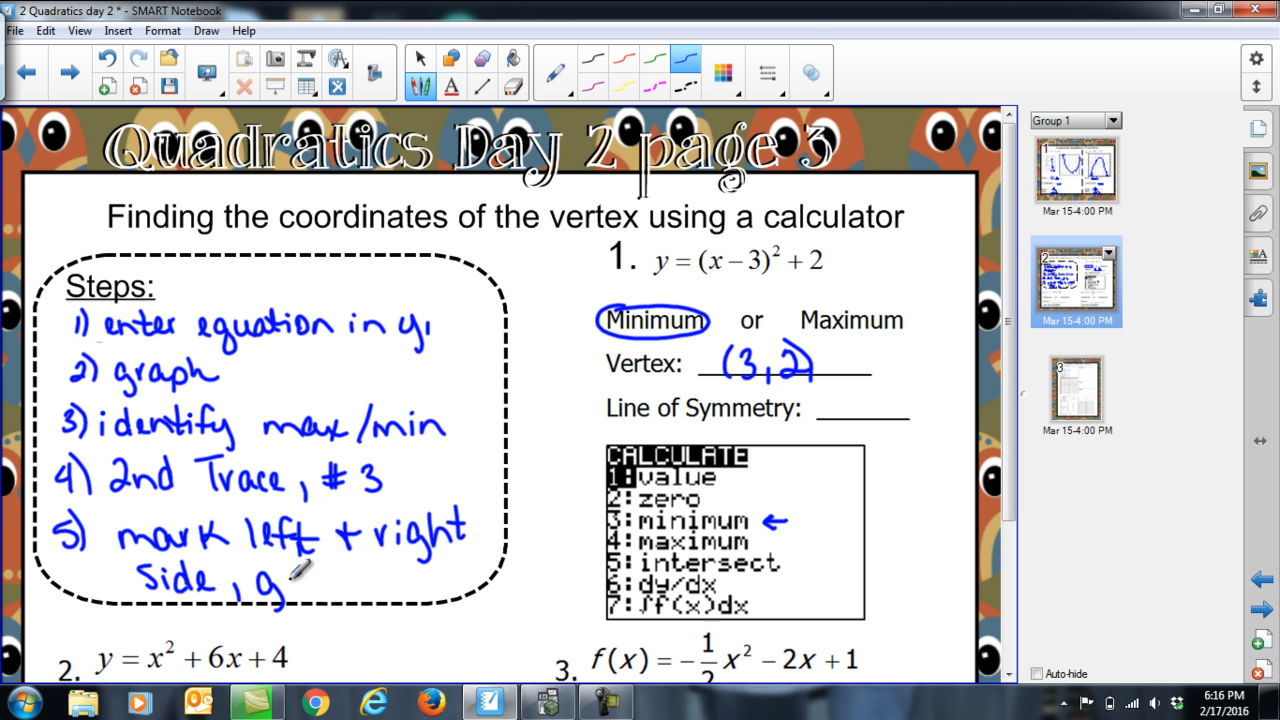 2 Quadratics day 2 * - SMART Notebook
File Edit View Insert Format Draw Help
Quadratics Day 2 page 3
Finding the coordinates of the vertex using a calculator
Steps:
1) enter equation in y1
2) graph
3) identify max/min
4) 2nd Trace, #3
5) mark left + right
side, g
1. y = (x − 3)² + 2
Minimum or Maximum
Vertex: (3,2)
Line of Symmetry:
CALCULATE
1:value
2:zero
3:minimum ←
4:maximum
5:intersect
6:dy/dx
7:∫f(x)dx
2. y = x² + 6x + 4
3. f(x) = −1/2x² − 2x + 1
Group 1
1
Mar 15-4:00 PM
2
Mar 15-4:00 PM
3
Mar 15-4:00 PM
Auto-hide
6:16 PM
2/17/2016